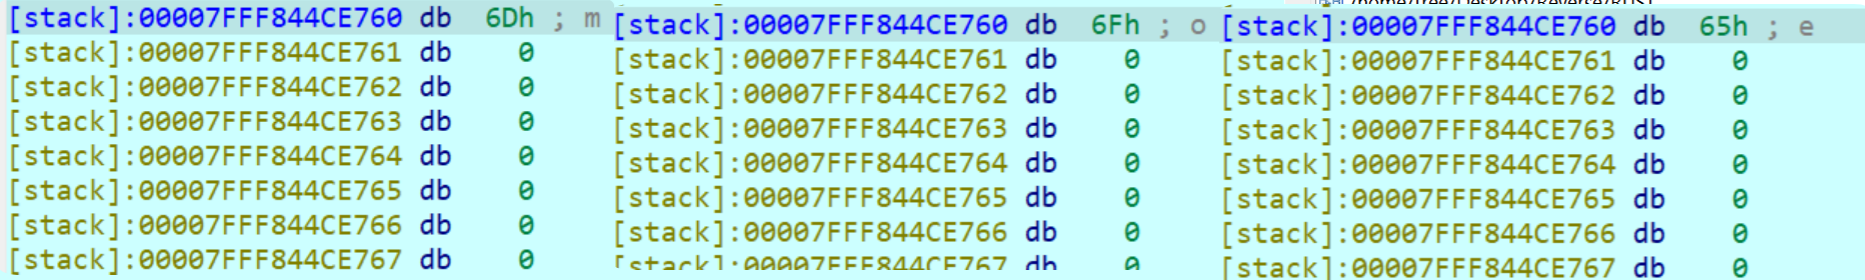 [stack]:00007FFF844CE760 db 6Dh ; m
[stack]:00007FFF844CE761 db 0
[stack]:00007FFF844CE762 db 0
[stack]:00007FFF844CE763 db 0
[stack]:00007FFF844CE764 db 0
[stack]:00007FFF844CE765 db 0
[stack]:00007FFF844CE766 db 0
[stack]:00007FFF844CE767 db 0
[stack]:00007FFF844CE760 db 6Fh ; o
[stack]:00007FFF844CE761 db 0
[stack]:00007FFF844CE762 db 0
[stack]:00007FFF844CE763 db 0
[stack]:00007FFF844CE764 db 0
[stack]:00007FFF844CE765 db 0
[stack]:00007FFF844CE766 db 0
[stack]:00007FFF844CE767 db 0
[stack]:00007FFF844CE760 db 65h ; e
[stack]:00007FFF844CE761 db 0
[stack]:00007FFF844CE762 db 0
[stack]:00007FFF844CE763 db 0
[stack]:00007FFF844CE764 db 0
[stack]:00007FFF844CE765 db 0
[stack]:00007FFF844CE766 db 0
[stack]:00007FFF844CE767 db 0